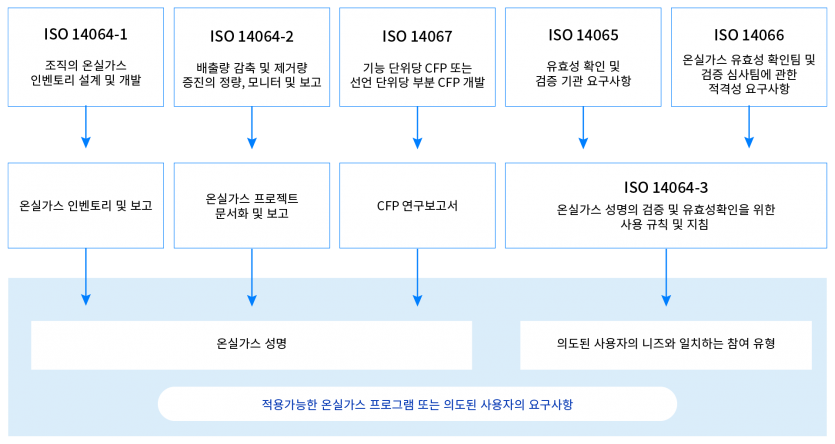 ISO 14064-1
조직의 온실가스
인벤토리 설계 및 개발
ISO 14064-2
배출량 감축 및 제거량
증진의 정량, 모니터 및 보고
ISO 14067
기능 단위당 CFP 또는
선언 단위당 부분 CFP 개발
ISO 14065
유효성 확인 및
검증 기관 요구사항
ISO 14066
온실가스 유효성 확인팀 및
검증 심사팀에 관한
적격성 요구사항
온실가스 인벤토리 및 보고
온실가스 프로젝트
문서화 및 보고
CFP 연구보고서
ISO 14064-3
온실가스 성명의 검증 및 유효성확인을 위한
사용 규칙 및 지침
온실가스 성명
의도된 사용자의 니즈와 일치하는 참여 유형
적용가능한 온실가스 프로그램 또는 의도된 사용자의 요구사항